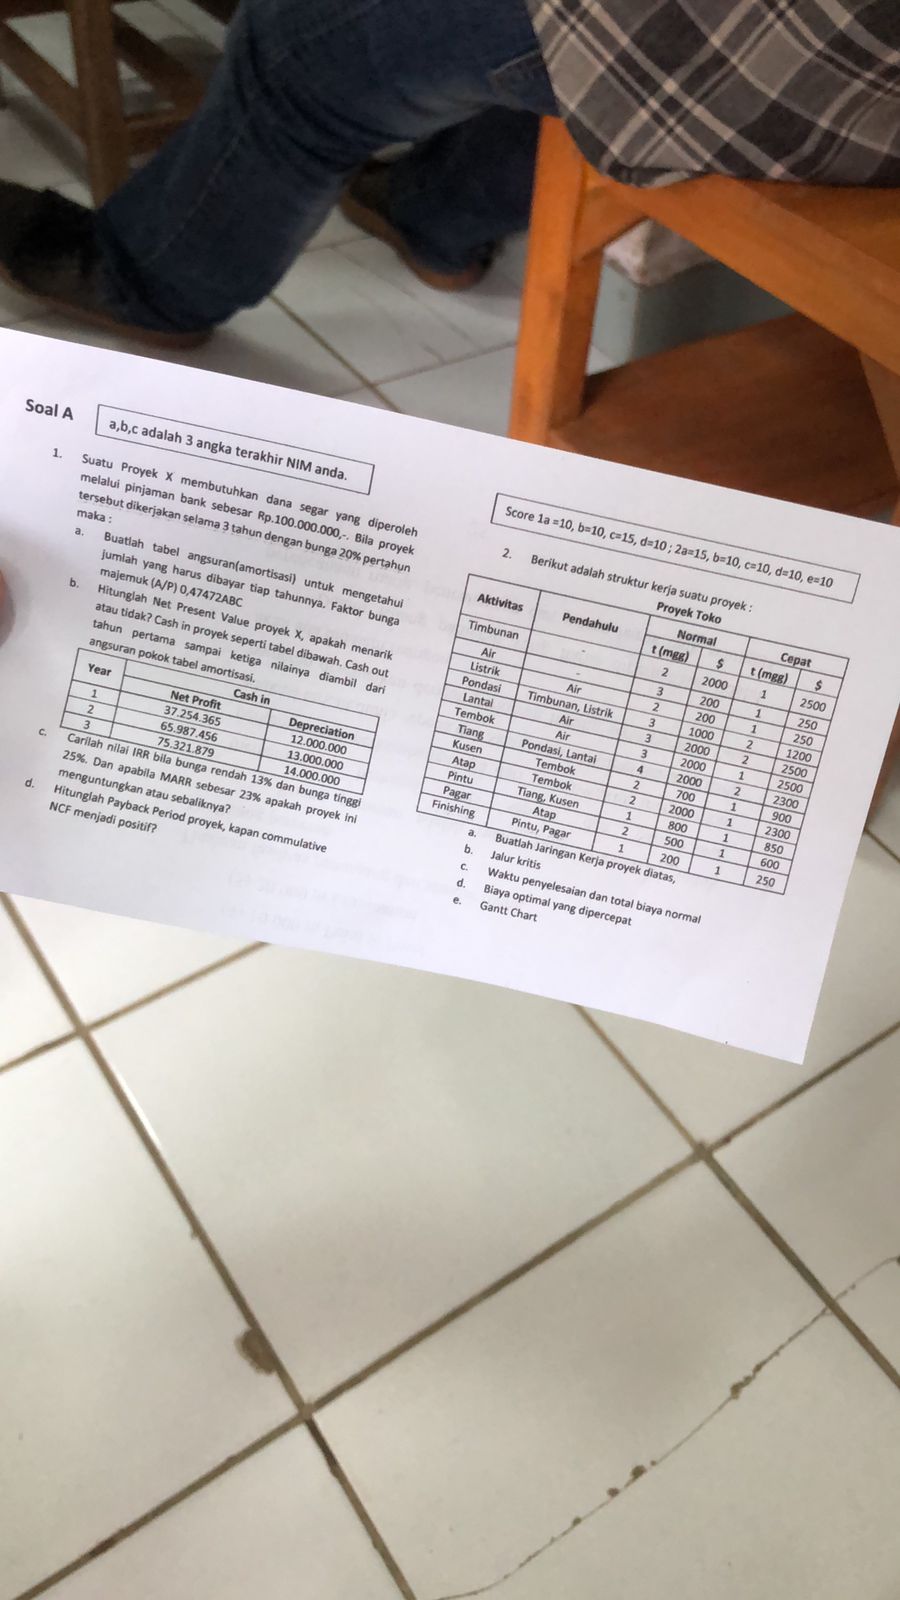 Soal A
a,b,c adalah 3 angka terakhir NIM anda.
1. Suatu Proyek X membutuhkan dana segar yang diperoleh
melalui pinjaman bank sebesar Rp.100.000.000,-. Bila proyek
tersebut dikerjakan selama 3 tahun dengan bunga 20% pertahun
maka :
a. Buatlah tabel angsuran(amortisasi) untuk mengetahui
jumlah yang harus dibayar tiap tahunnya. Faktor bunga
majemuk (A/P) 0,47472ABC
b. Hitunglah Net Present Value proyek X, apakah menarik
atau tidak? Cash in proyek seperti tabel dibawah. Cash out
tahun pertama sampai ketiga nilainya diambil dari
angsuran pokok tabel amortisasi.
Year Cash in
Net Profit Depreciation
1 37.254.365 12.000.000
2 65.987.456 13.000.000
3 75.321.879 14.000.000
c. Carilah nilai IRR bila bunga rendah 13% dan bunga tinggi
25%. Dan apabila MARR sebesar 23% apakah proyek ini
menguntungkan atau sebaliknya?
d. Hitunglah Payback Period proyek, kapan commulative
NCF menjadi positif?
Score 1a =10, b=10, c=15, d=10 ; 2a=15, b=10, c=10, d=10, e=10
2. Berikut adalah struktur kerja suatu proyek :
Proyek Toko
Aktivitas Pendahulu Normal Cepat
t (mgg) $ t (mgg) $
Timbunan - 2 2000 1 2500
Air - 3 200 1 250
Listrik Air 2 200 1 250
Pondasi Timbunan, Listrik 3 1000 2 1200
Lantai Air 3 2000 1 2500
Tembok Air 3 2000 2 2500
Tiang Pondasi, Lantai 4 2000 1 2300
Kusen Tembok 2 700 1 900
Atap Tembok 2 2000 1 2300
Pintu Tiang, Kusen 1 800 1 850
Pagar Atap 2 500 1 600
Finishing Pintu, Pagar 1 200 1 250
a. Buatlah Jaringan Kerja proyek diatas,
b. Jalur kritis
c. Waktu penyelesaian dan total biaya normal
d. Biaya optimal yang dipercepat
e. Gantt Chart